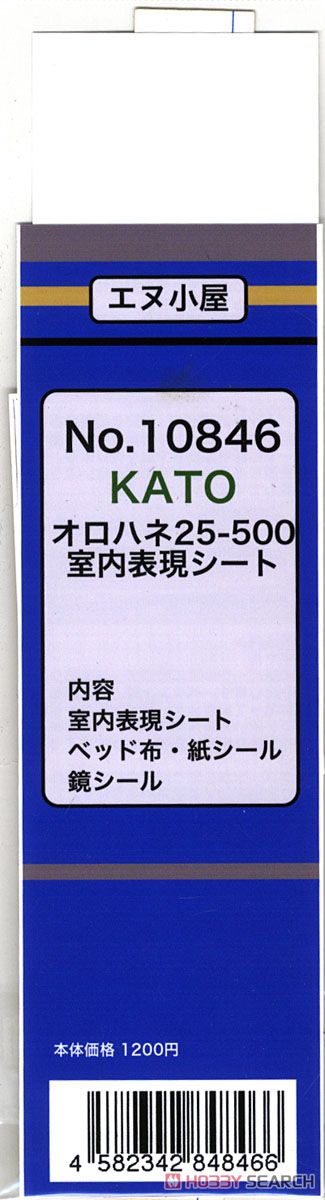 エヌ小屋
No.10846
KATO
オロハネ25-500
室内表現シート
内容
室内表現シート
ベッド布・紙シール
鏡シール
本体価格 1200円
4 582342 848466
HOBBY SEARCH